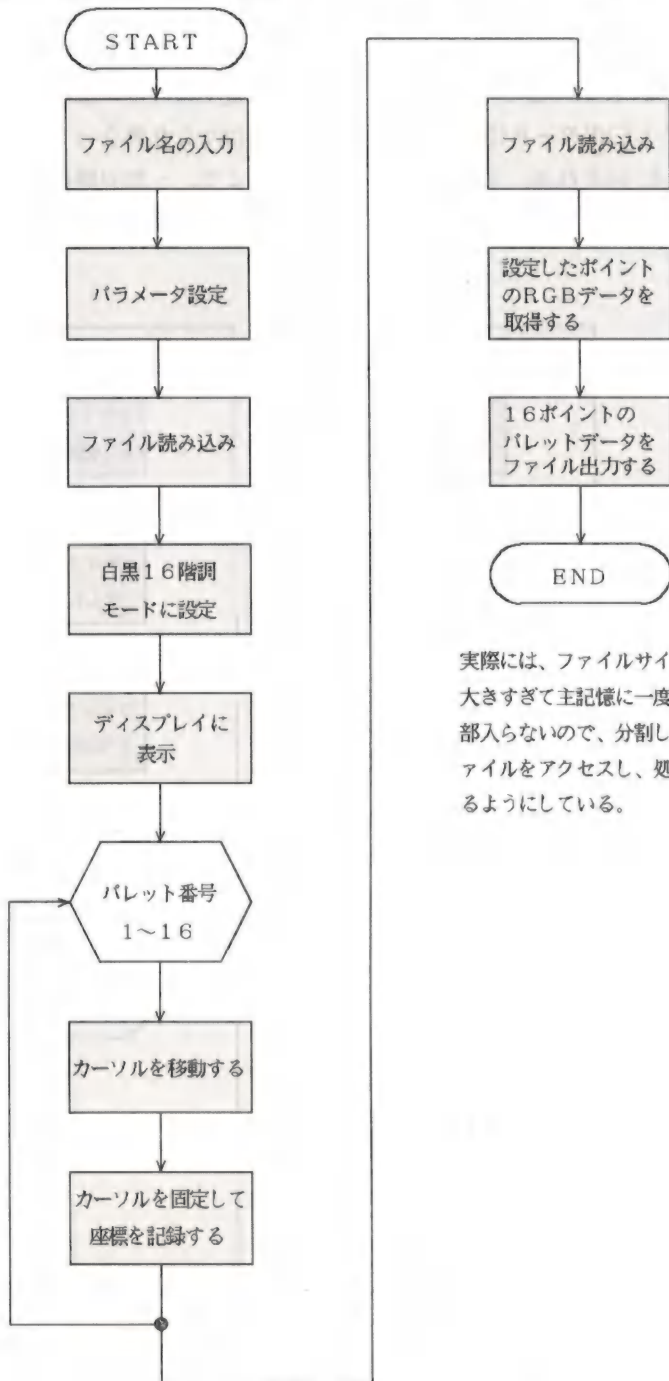 START
ファイル名の入力
パラメータ設定
ファイル読み込み
白黒16階調
モードに設定
ディスプレイに
表示
パレット番号
1~16
カーソルを移動する
カーソルを固定して
座標を記録する
ファイル読み込み
設定したポイント
のRGBデータを
取得する
16ポイントの
パレットデータを
ファイル出力する
END
実際には、ファイルサイ
大きすぎて主記憶に一度
部入らないので、分割し
ァイルをアクセスし、処
るようにしている。